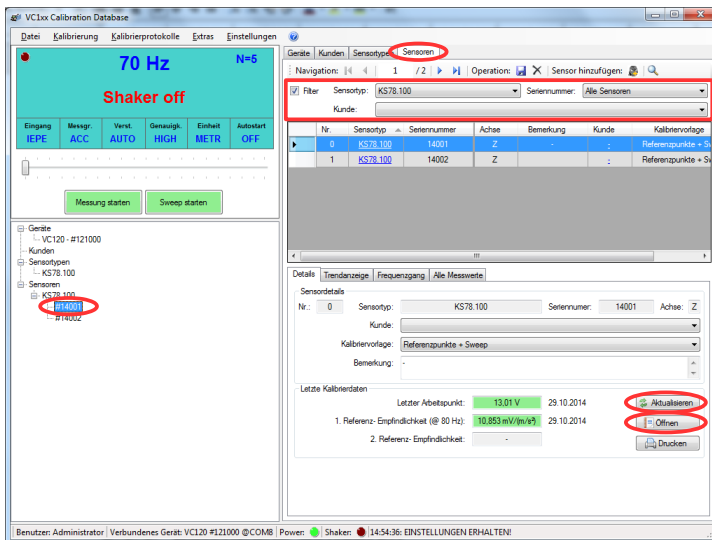 VC1xx Calibration Database
Datei Kalibrierung Kalibrierprotokolle Extras Einstellungen
70 Hz N=5
Shaker off
Eingang Messgr. Verst. Genauigk. Einheit Autostart
IEPE ACC AUTO HIGH METR OFF
Messung starten Sweep starten
Geräte
VC120 - #121000
Kunden
Sensortypen
KS78.100
Sensoren
KS78.100
#14001
#14002
Geräte Kunden Sensortypen Sensoren
Navigation: 1 / 2 Operation: Sensor hinzufügen:
Filter Sensortyp: KS78.100 Seriennummer: Alle Sensoren
Kunde:
Nr. Sensortyp Seriennummer Achse Bemerkung Kunde Kalibriervorlage
0 KS78.100 14001 Z - - Referenzpunkte + Sw
1 KS78.100 14002 Z - Referenzpunkte + Sw
Details Trendanzeige Frequenzgang Alle Messwerte
Sensordetails
Nr.: 0 Sensortyp: KS78.100 Seriennumer: 14001 Achse: Z
Kunde:
Kalibriervorlage: Referenzpunkte + Sweep
Bemerkung: -
Letzte Kalibrierdaten
Letzter Arbeitspunkt: 13,01 V 29.10.2014 Aktualisieren
1. Referenz- Empfindlichkeit (@ 80 Hz): 10,853 mV/(m/s²) 29.10.2014 Öffnen
2. Referenz- Empfindlichkeit: - Drucken
Benutzer: Administrator Verbundenes Gerät: VC120 #121000 @COM8 Power: Shaker: 14:54:36: EINSTELLUNGEN ERHALTEN!